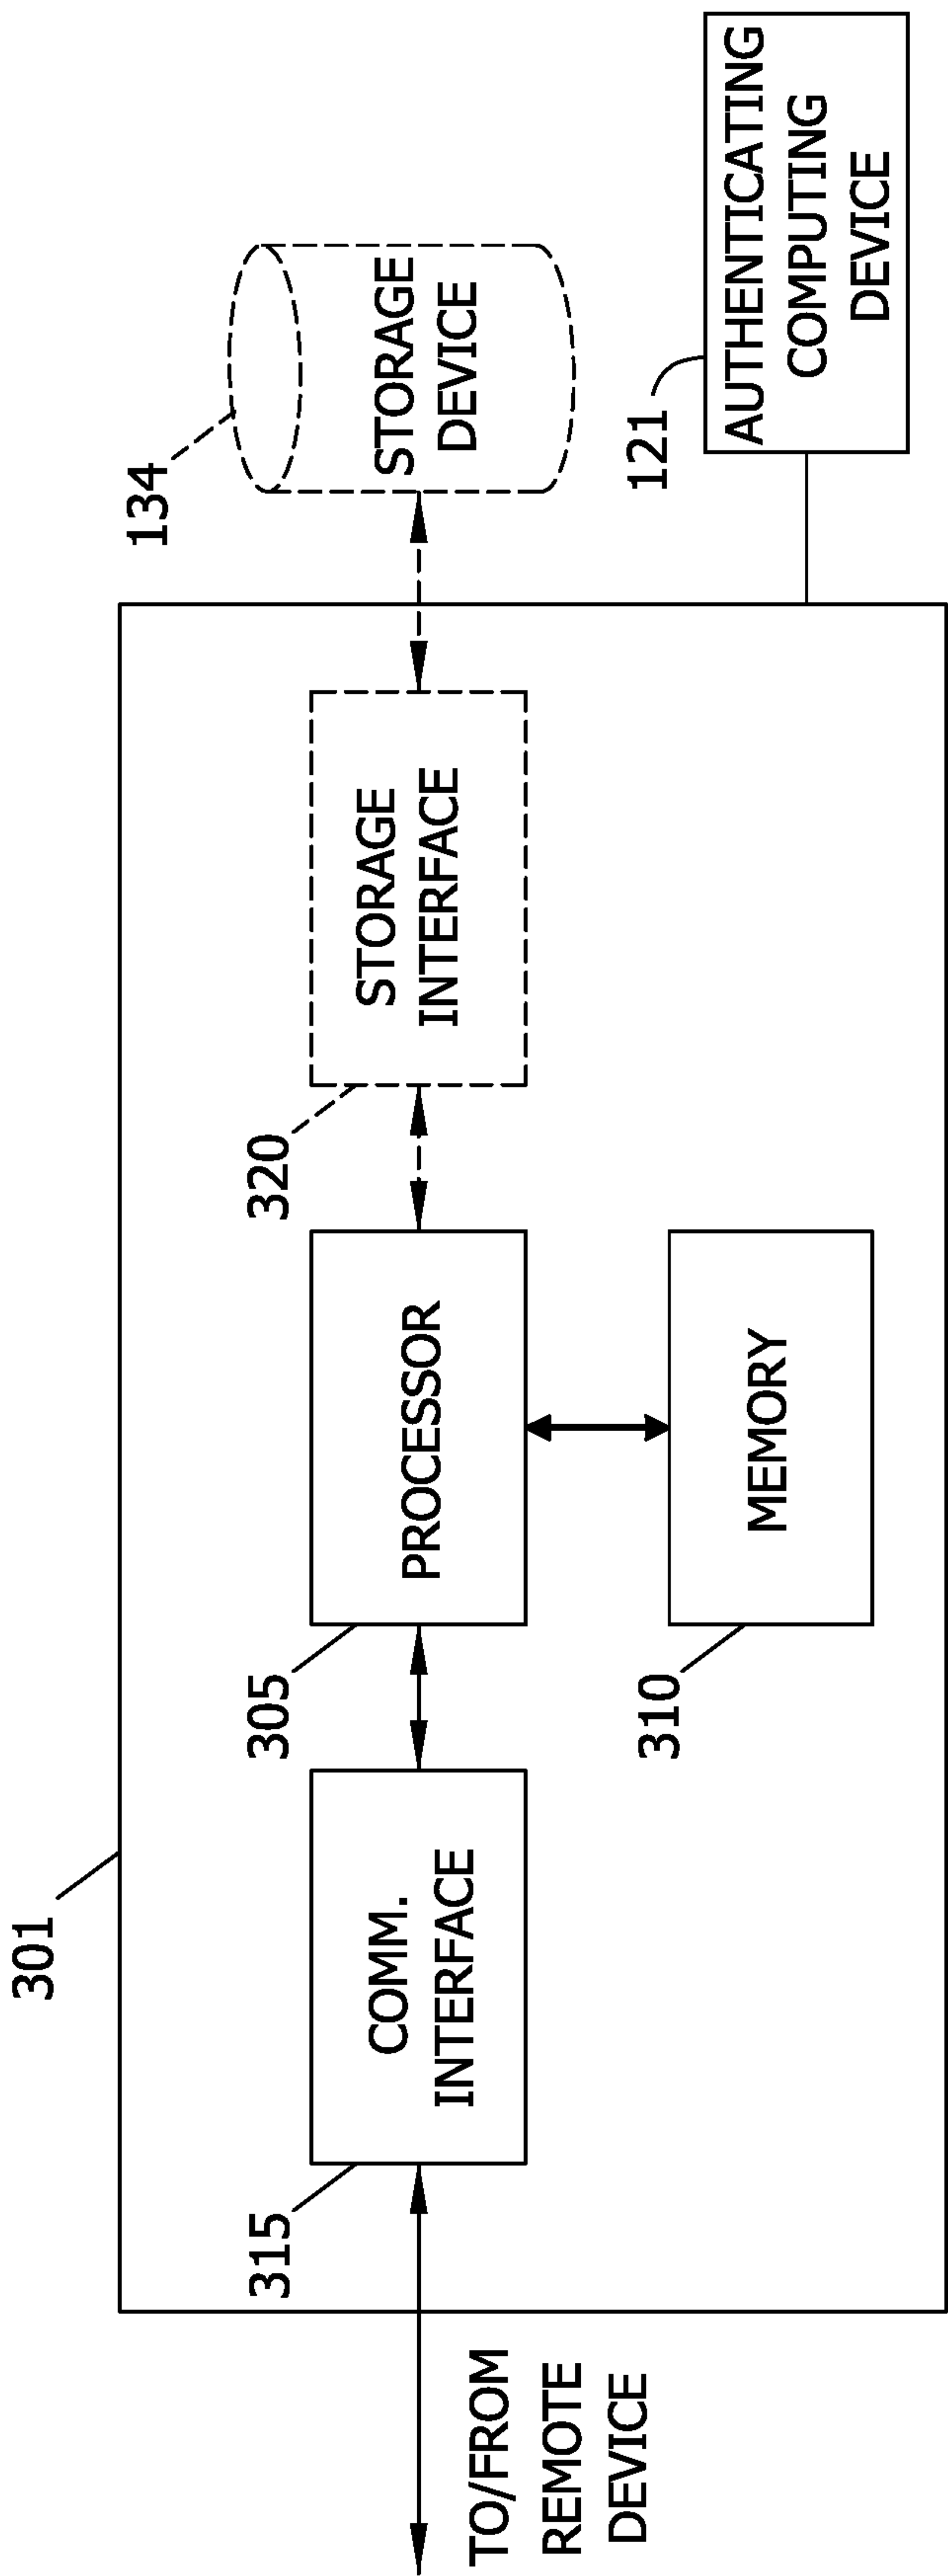 301
315
COMM.
INTERFACE
TO/FROM
REMOTE
DEVICE
305
PROCESSOR
310
MEMORY
320
STORAGE
INTERFACE
134
STORAGE
DEVICE
121
AUTHENTICATING
COMPUTING
DEVICE